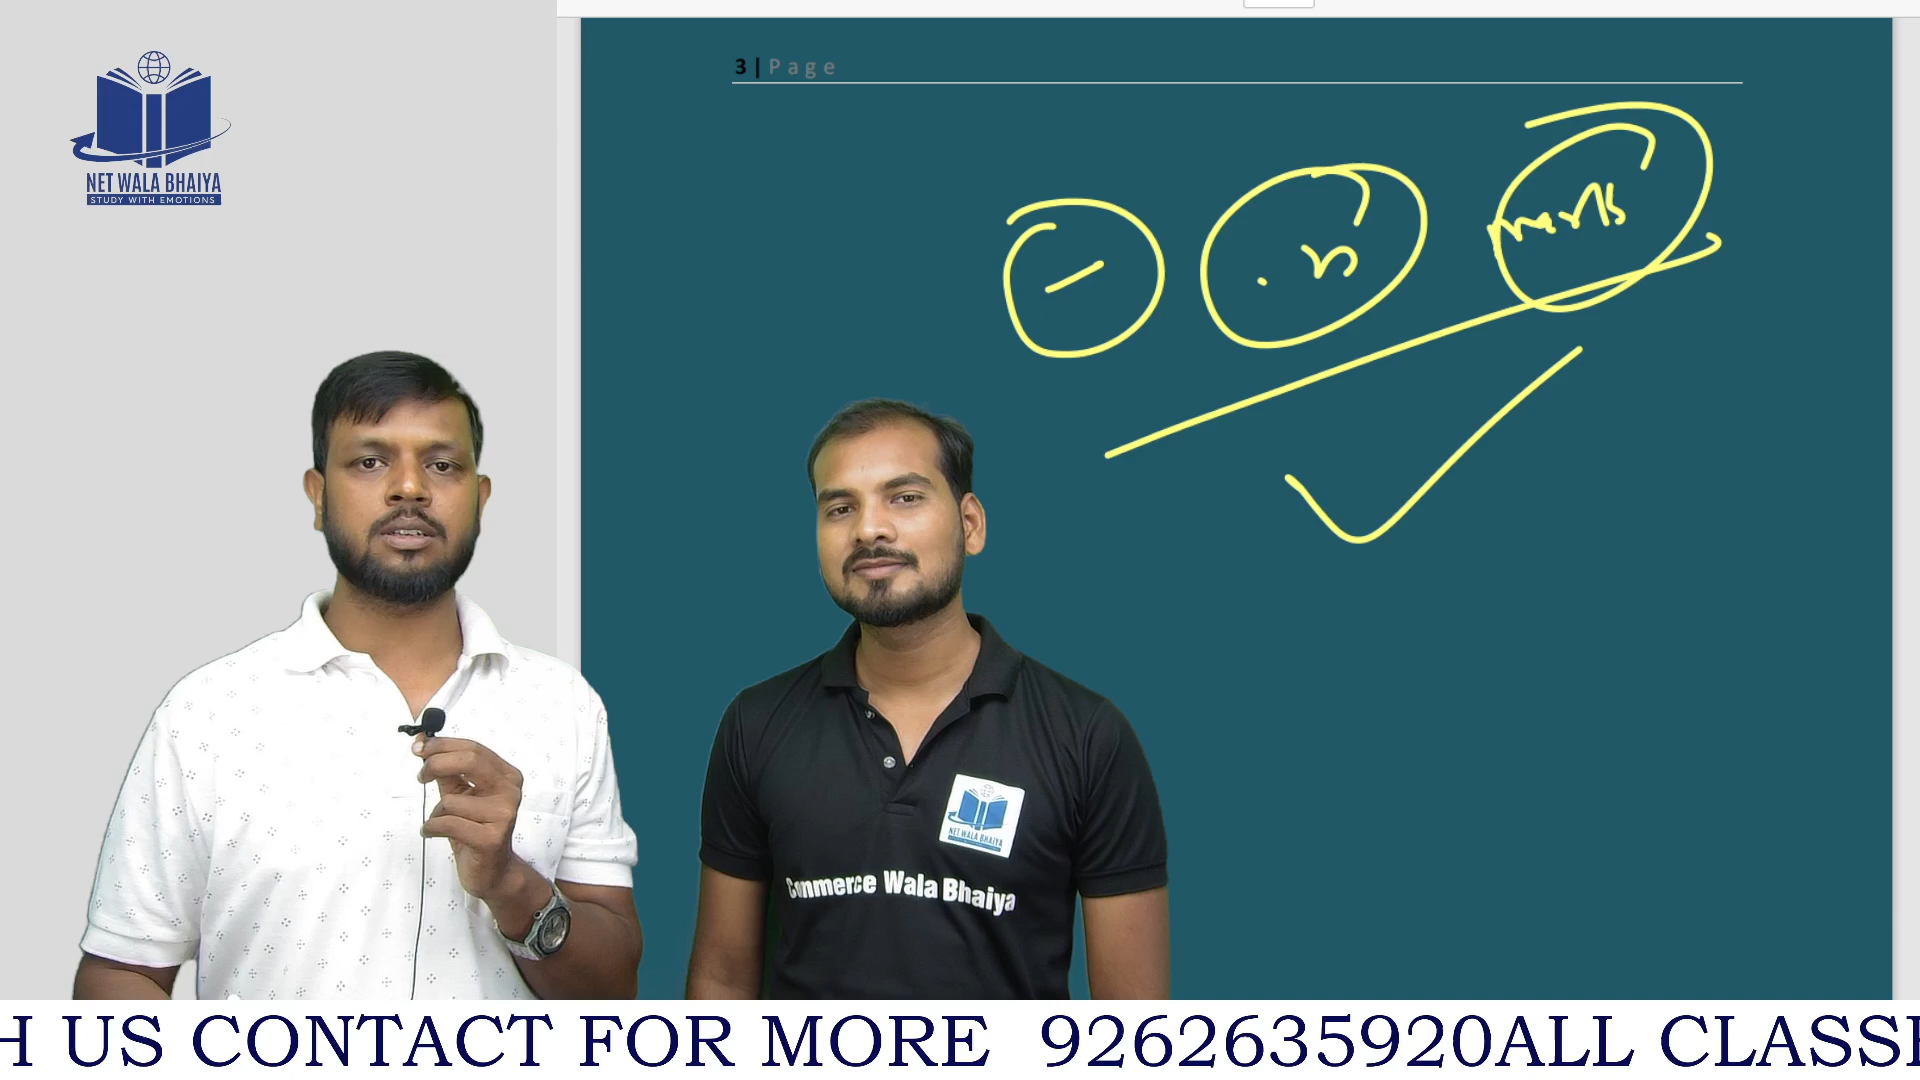 3 | Page
NET WALA BHAIYA
STUDY WITH EMOTIONS
marks
NET WALA BHAIYA
Commerce Wala Bhaiya
H US CONTACT FOR MORE 9262635920ALL CLASSE